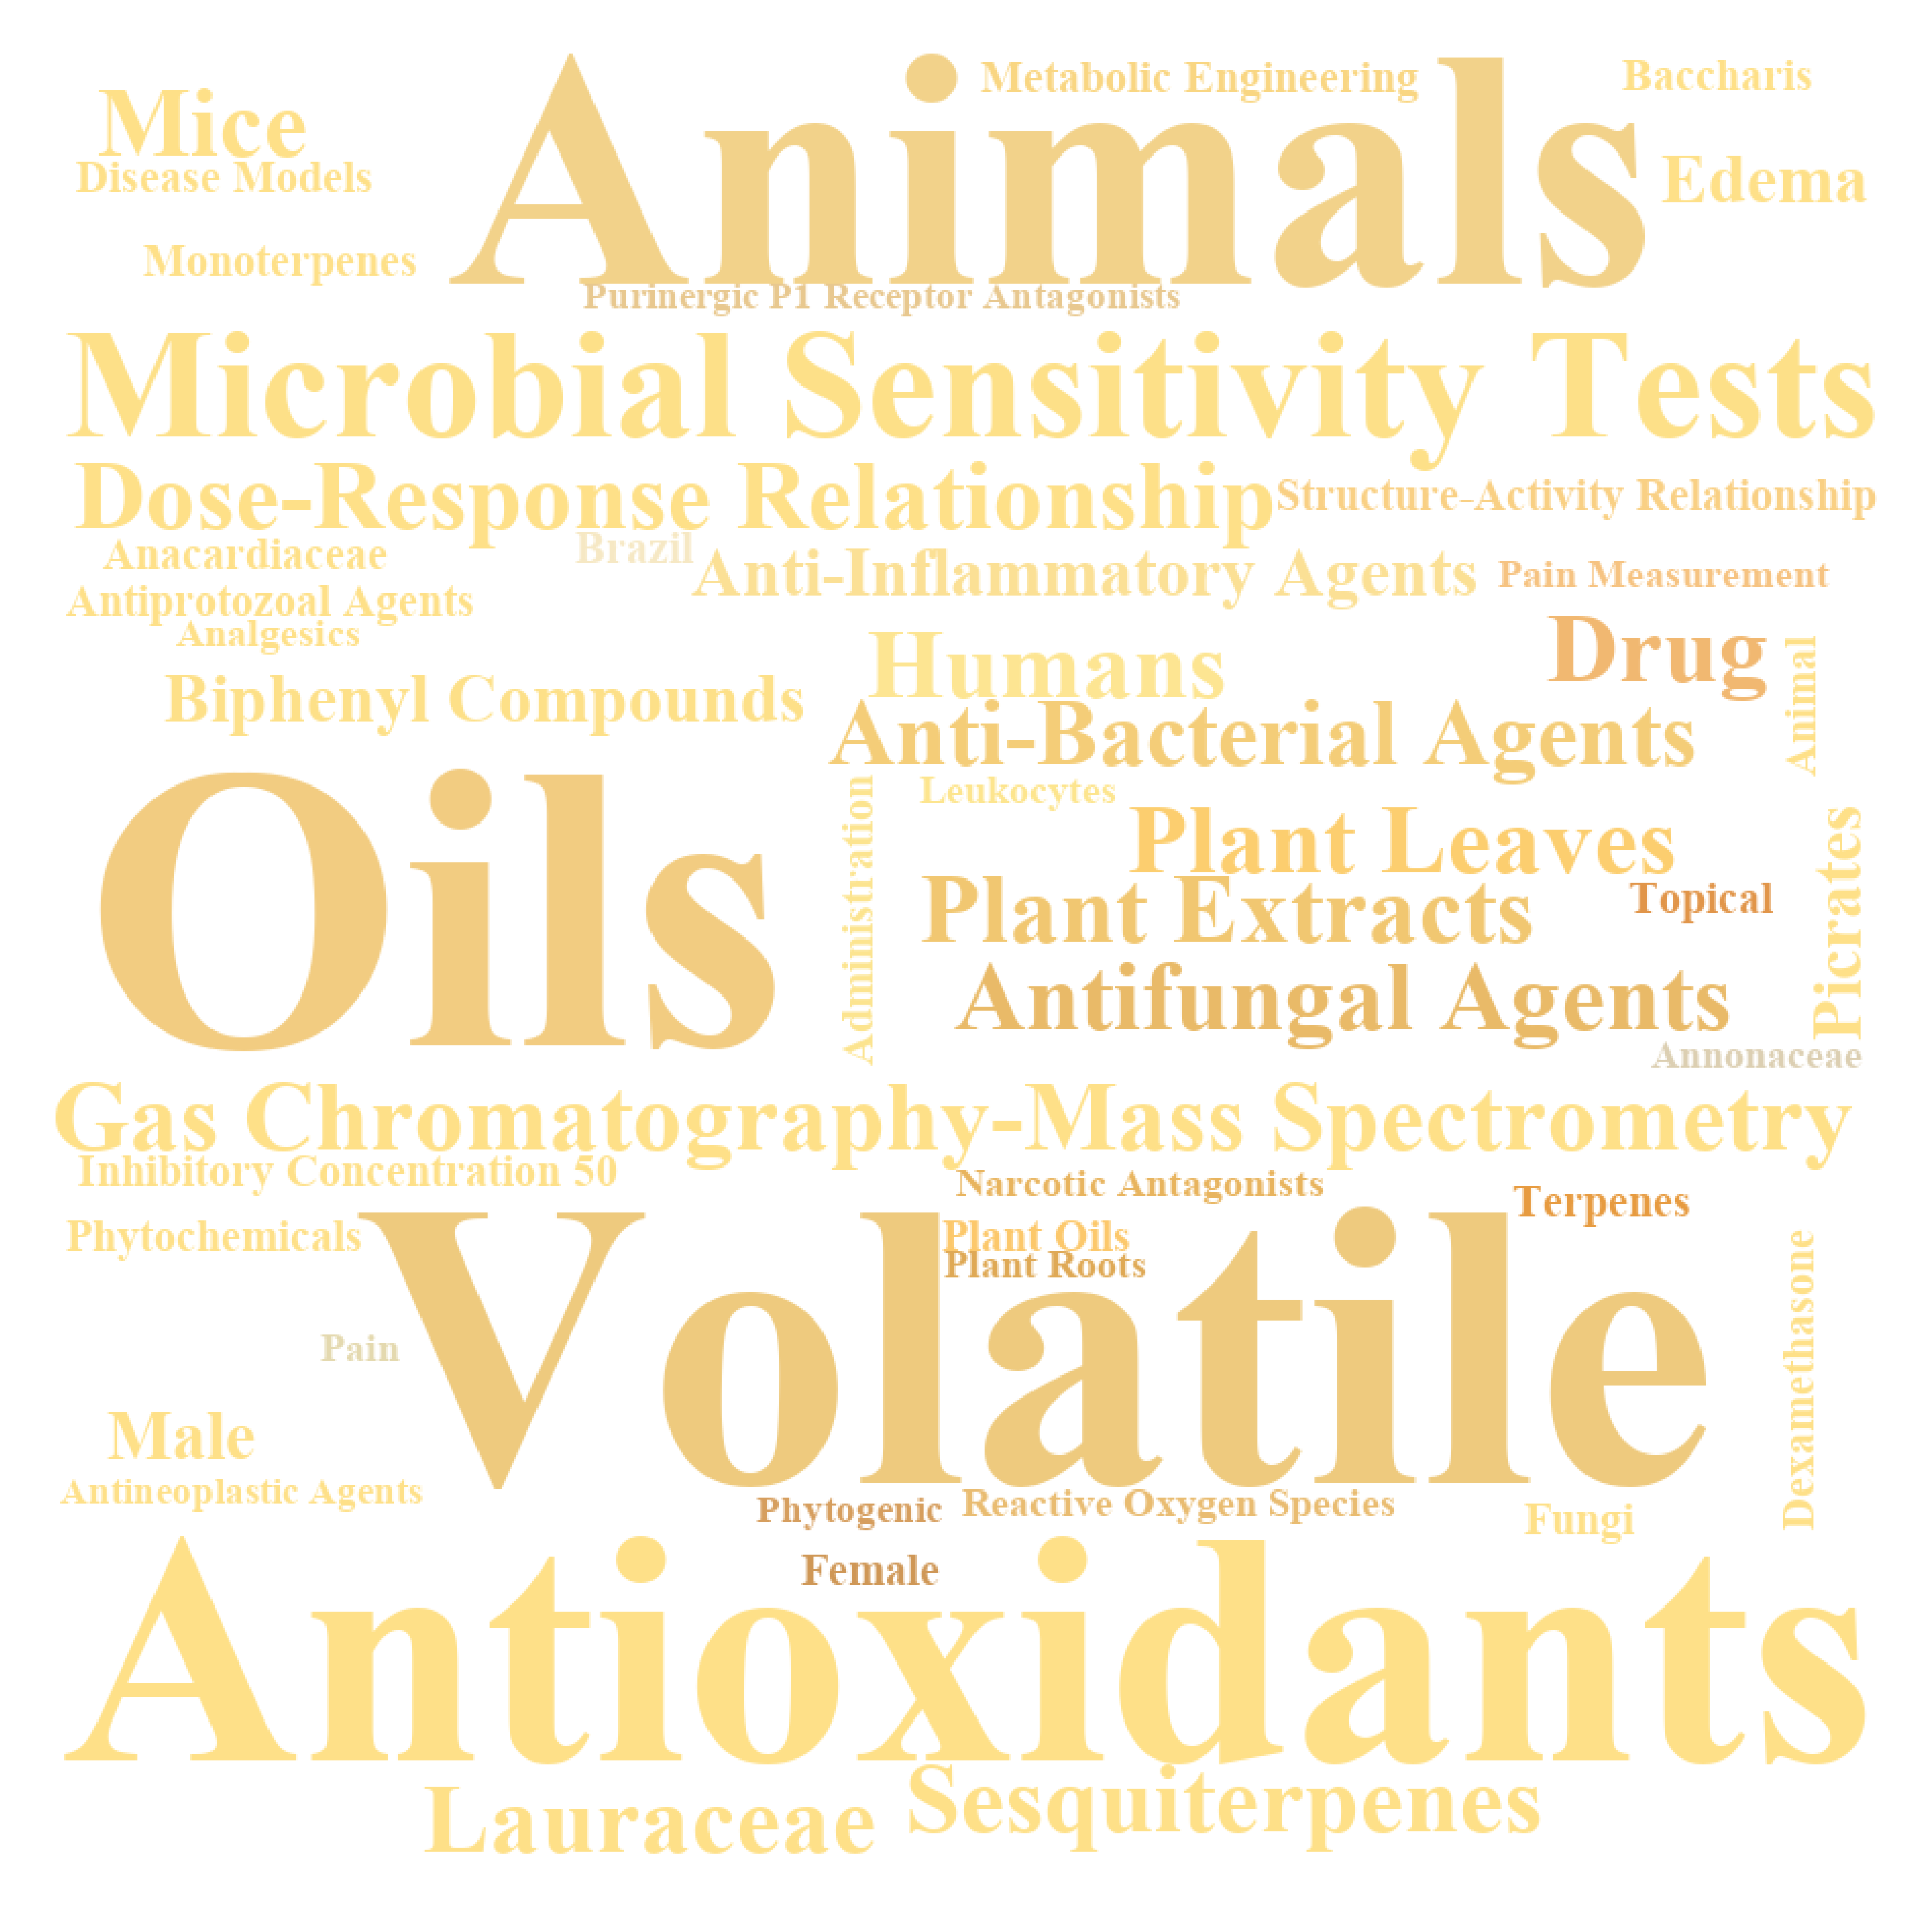 Animals
Metabolic Engineering
Baccharis
Mice
Disease Models
Edema
Monoterpenes
Purinergic P1 Receptor Antagonists
Microbial Sensitivity Tests
Dose-Response Relationship
Structure-Activity Relationship
Anacardiaceae
Brazil
Anti-Inflammatory Agents
Pain Measurement
Antiprotozoal Agents
Analgesics
Humans
Drug
Animal
Biphenyl Compounds
Anti-Bacterial Agents
Oils
Administration
Leukocytes
Plant Leaves
Picrates
Plant Extracts
Topical
Antifungal Agents
Annonaceae
Gas Chromatography-Mass Spectrometry
Inhibitory Concentration 50
Narcotic Antagonists
Terpenes
Phytochemicals
Volatile
Plant Oils
Plant Roots
Dexamethasone
Pain
Male
Antineoplastic Agents
Phytogenic
Reactive Oxygen Species
Fungi
Female
Antioxidants
Lauraceae
Sesquiterpenes